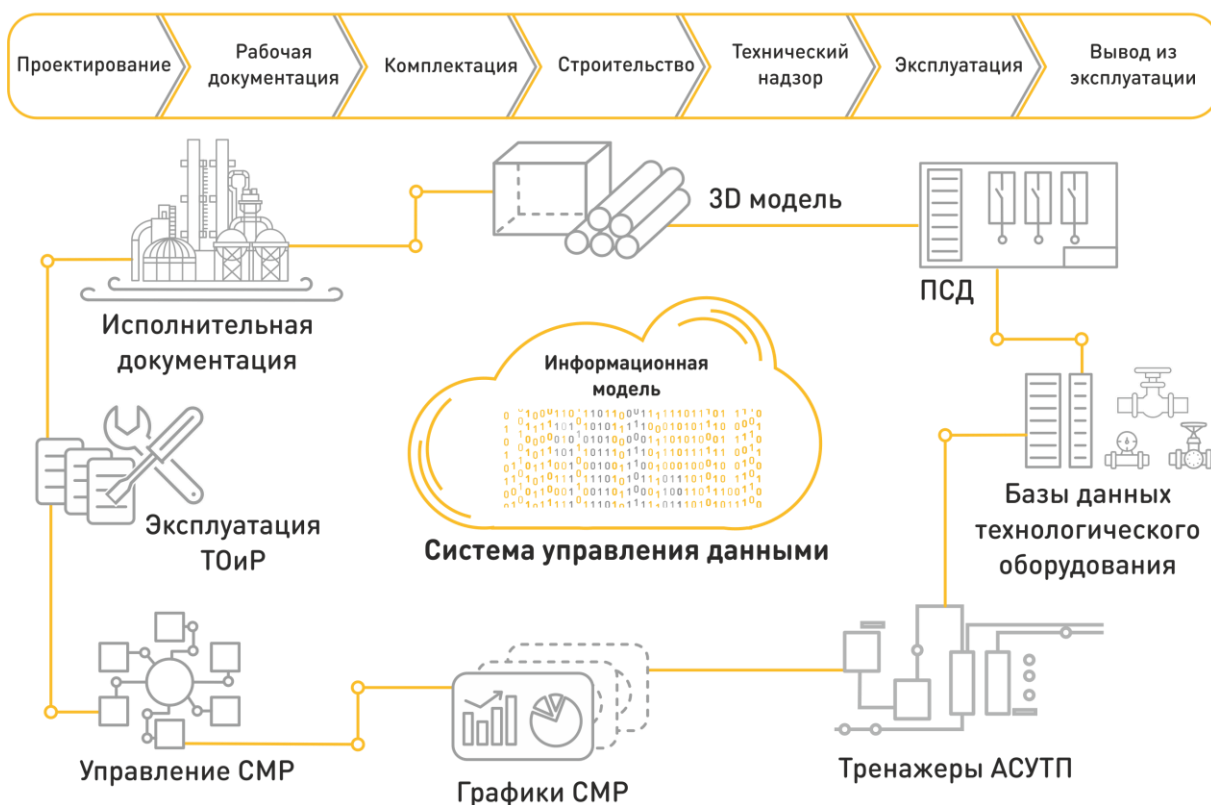 Проектирование
Рабочая
документация
Комплектация
Строительство
Технический
надзор
Эксплуатация
Вывод из
эксплуатации
3D модель
ПСД
Исполнительная
документация
Информационная
модель
Система управления данными
Базы данных
технологического
оборудования
Эксплуатация
ТОиР
Управление СМР
Графики СМР
Тренажеры АСУТП